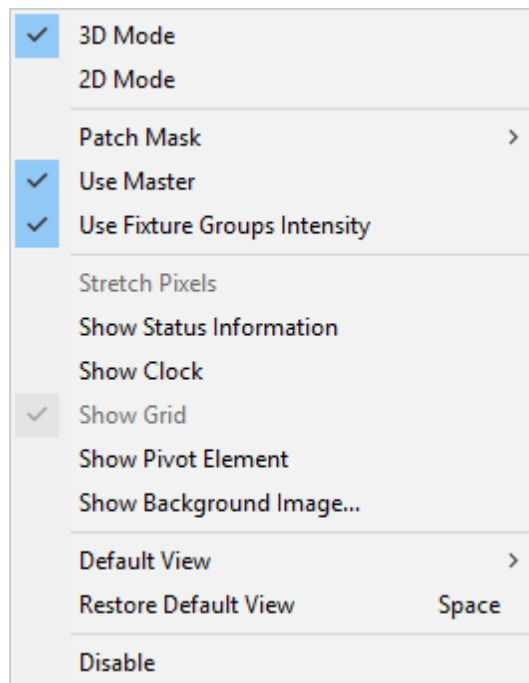 3D Mode
2D Mode
Patch Mask
Use Master
Use Fixture Groups Intensity
Stretch Pixels
Show Status Information
Show Clock
Show Grid
Show Pivot Element
Show Background Image...
Default View
Restore Default View Space
Disable